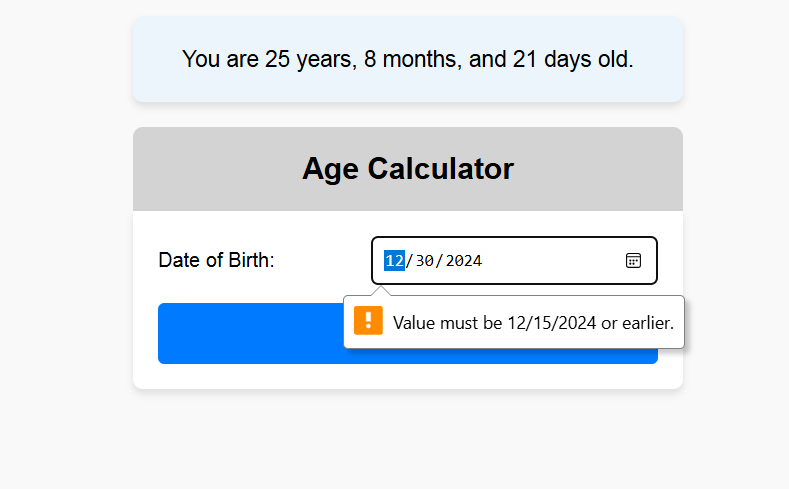 You are 25 years, 8 months, and 21 days old.
Age Calculator
Date of Birth:
12/30/2024
Value must be 12/15/2024 or earlier.